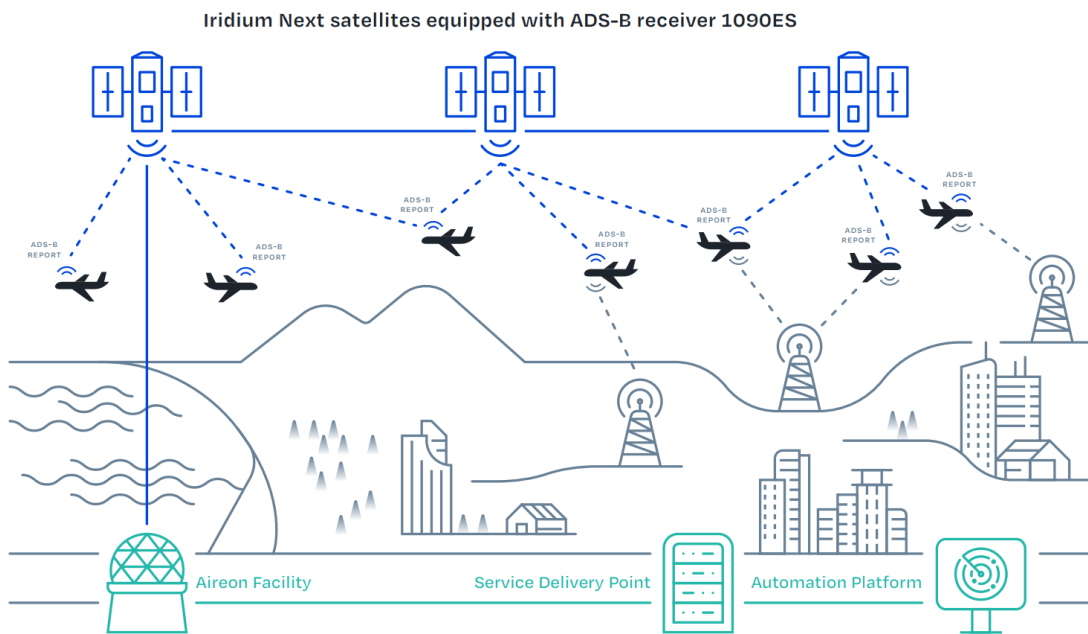 Iridium Next satellites equipped with ADS-B receiver 1090ES
ADS-B
REPORT
ADS-B
REPORT
ADS-B
REPORT
ADS-B
REPORT
ADS-B
REPORT
ADS-B
REPORT
ADS-B
REPORT
Aireon Facility
Service Delivery Point
Automation Platform